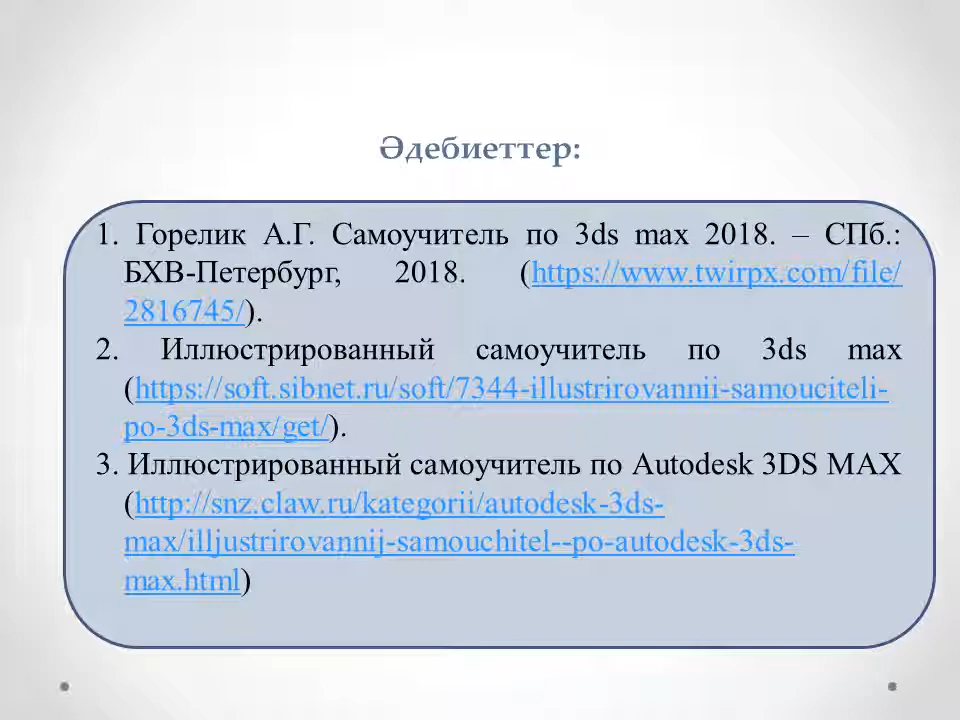 Әдебиеттер:
1. Горелик А.Г. Самоучитель по 3ds max 2018. – СПб.:
БХВ-Петербург, 2018. (https://www.twirpx.com/file/
2816745/).
2. Иллюстрированный самоучитель по 3ds max
(https://soft.sibnet.ru/soft/7344-illustrirovannii-samouciteli-
po-3ds-max/get/).
3. Иллюстрированный самоучитель по Autodesk 3DS MAX
(http://snz.claw.ru/kategorii/autodesk-3ds-
max/illjustrirovannij-samouchitel--po-autodesk-3ds-
max.html)